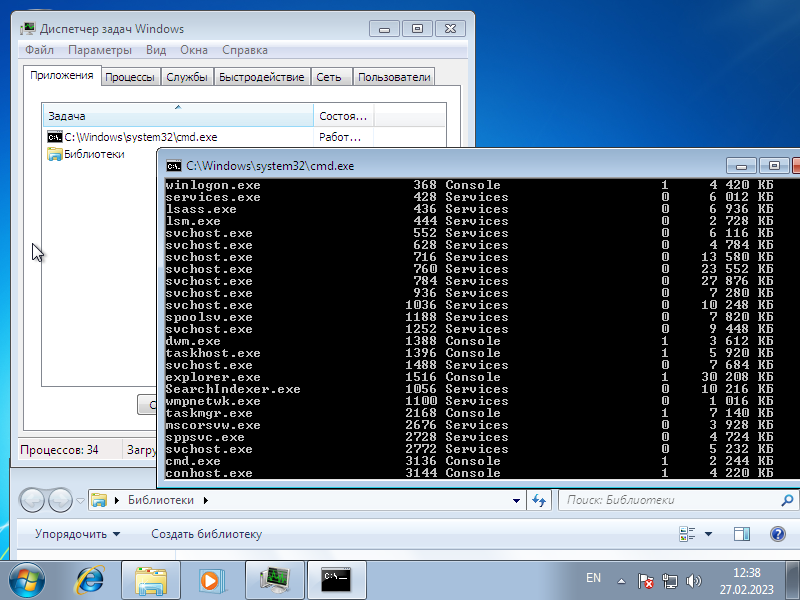 Диспетчер задач Windows
Файл Параметры Вид Окна Справка
Приложения Процессы Службы Быстродействие Сеть Пользователи
Задача Состоя...
C:\Windows\system32\cmd.exe Работ...
Библиотеки
C:\Windows\system32\cmd.exe
winlogon.exe 368 Console 1 4 420 КБ
services.exe 428 Services 0 6 012 КБ
lsass.exe 436 Services 0 6 936 КБ
lsm.exe 444 Services 0 2 728 КБ
svchost.exe 552 Services 0 6 116 КБ
svchost.exe 628 Services 0 4 784 КБ
svchost.exe 716 Services 0 13 580 КБ
svchost.exe 760 Services 0 23 552 КБ
svchost.exe 784 Services 0 27 876 КБ
svchost.exe 936 Services 0 7 280 КБ
svchost.exe 1036 Services 0 10 248 КБ
spoolsv.exe 1188 Services 0 7 820 КБ
svchost.exe 1252 Services 0 9 448 КБ
dwm.exe 1388 Console 1 3 612 КБ
taskhost.exe 1396 Console 1 5 920 КБ
svchost.exe 1488 Services 0 7 684 КБ
explorer.exe 1516 Console 1 30 208 КБ
SearchIndexer.exe 1056 Services 0 10 216 КБ
wmpnetwk.exe 1100 Services 0 1 016 КБ
taskmgr.exe 2168 Console 1 7 140 КБ
mscorsvw.exe 2676 Services 0 3 928 КБ
sppsvc.exe 2728 Services 0 4 724 КБ
svchost.exe 2772 Services 0 5 232 КБ
cmd.exe 3136 Console 1 2 244 КБ
conhost.exe 3144 Console 1 4 220 КБ
Процессов: 34 Загру
Библиотеки Поиск: Библиотеки
Упорядочить Создать библиотеку
EN 12:38
27.02.2023